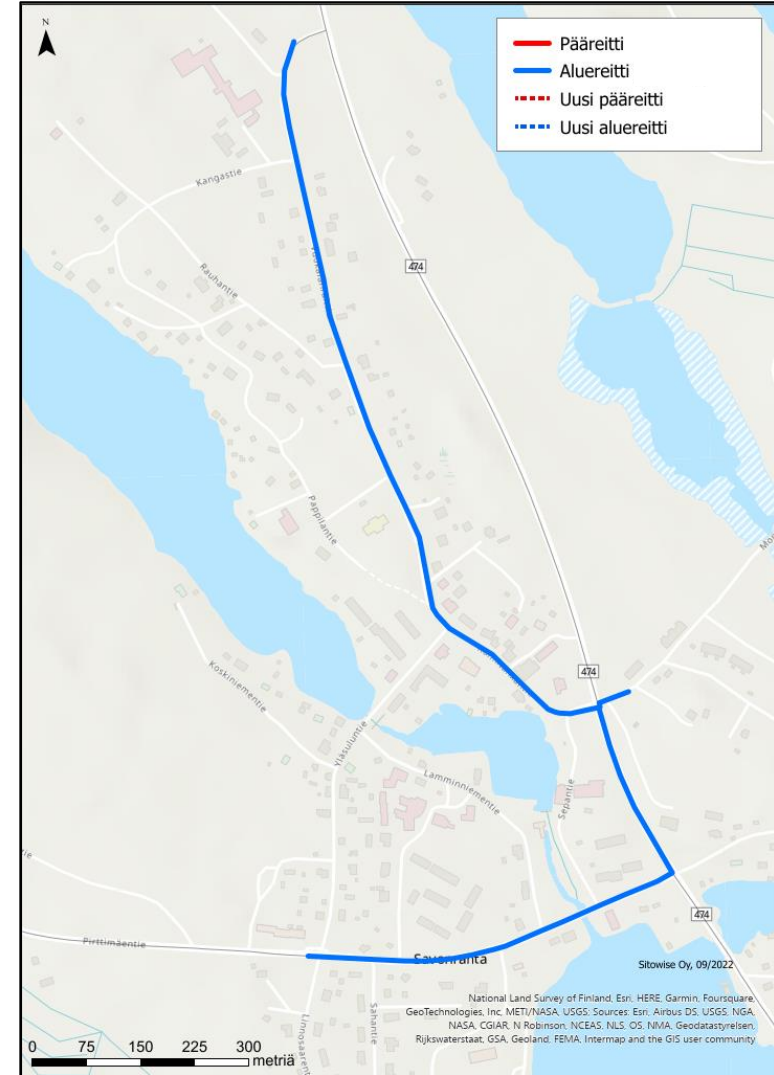 N
Pääreitti
Aluereitti
Uusi pääreitti
Uusi aluereitti
Kangastie
Rauhantie
474
Pappilantie
Koskiniementie
474
Yläsuluntie
Lamminniementie
Sepäntie
474
Pirttimäentie
Savonranta
Sitowise Oy, 09/2022
Linnosaarent
Sahantie
National Land Survey of Finland, Esri, HERE, Garmin, Foursquare,
GeoTechnologies, Inc, METI/NASA, USGS; Sources: Esri, Airbus DS, USGS, NGA,
NASA, CGIAR, N Robinson, NCEAS, NLS, OS, NMA, Geodatastyrelsen,
Rijkswaterstaat, GSA, Geoland, FEMA, Intermap and the GIS user community
0 75 150 225 300
metriä